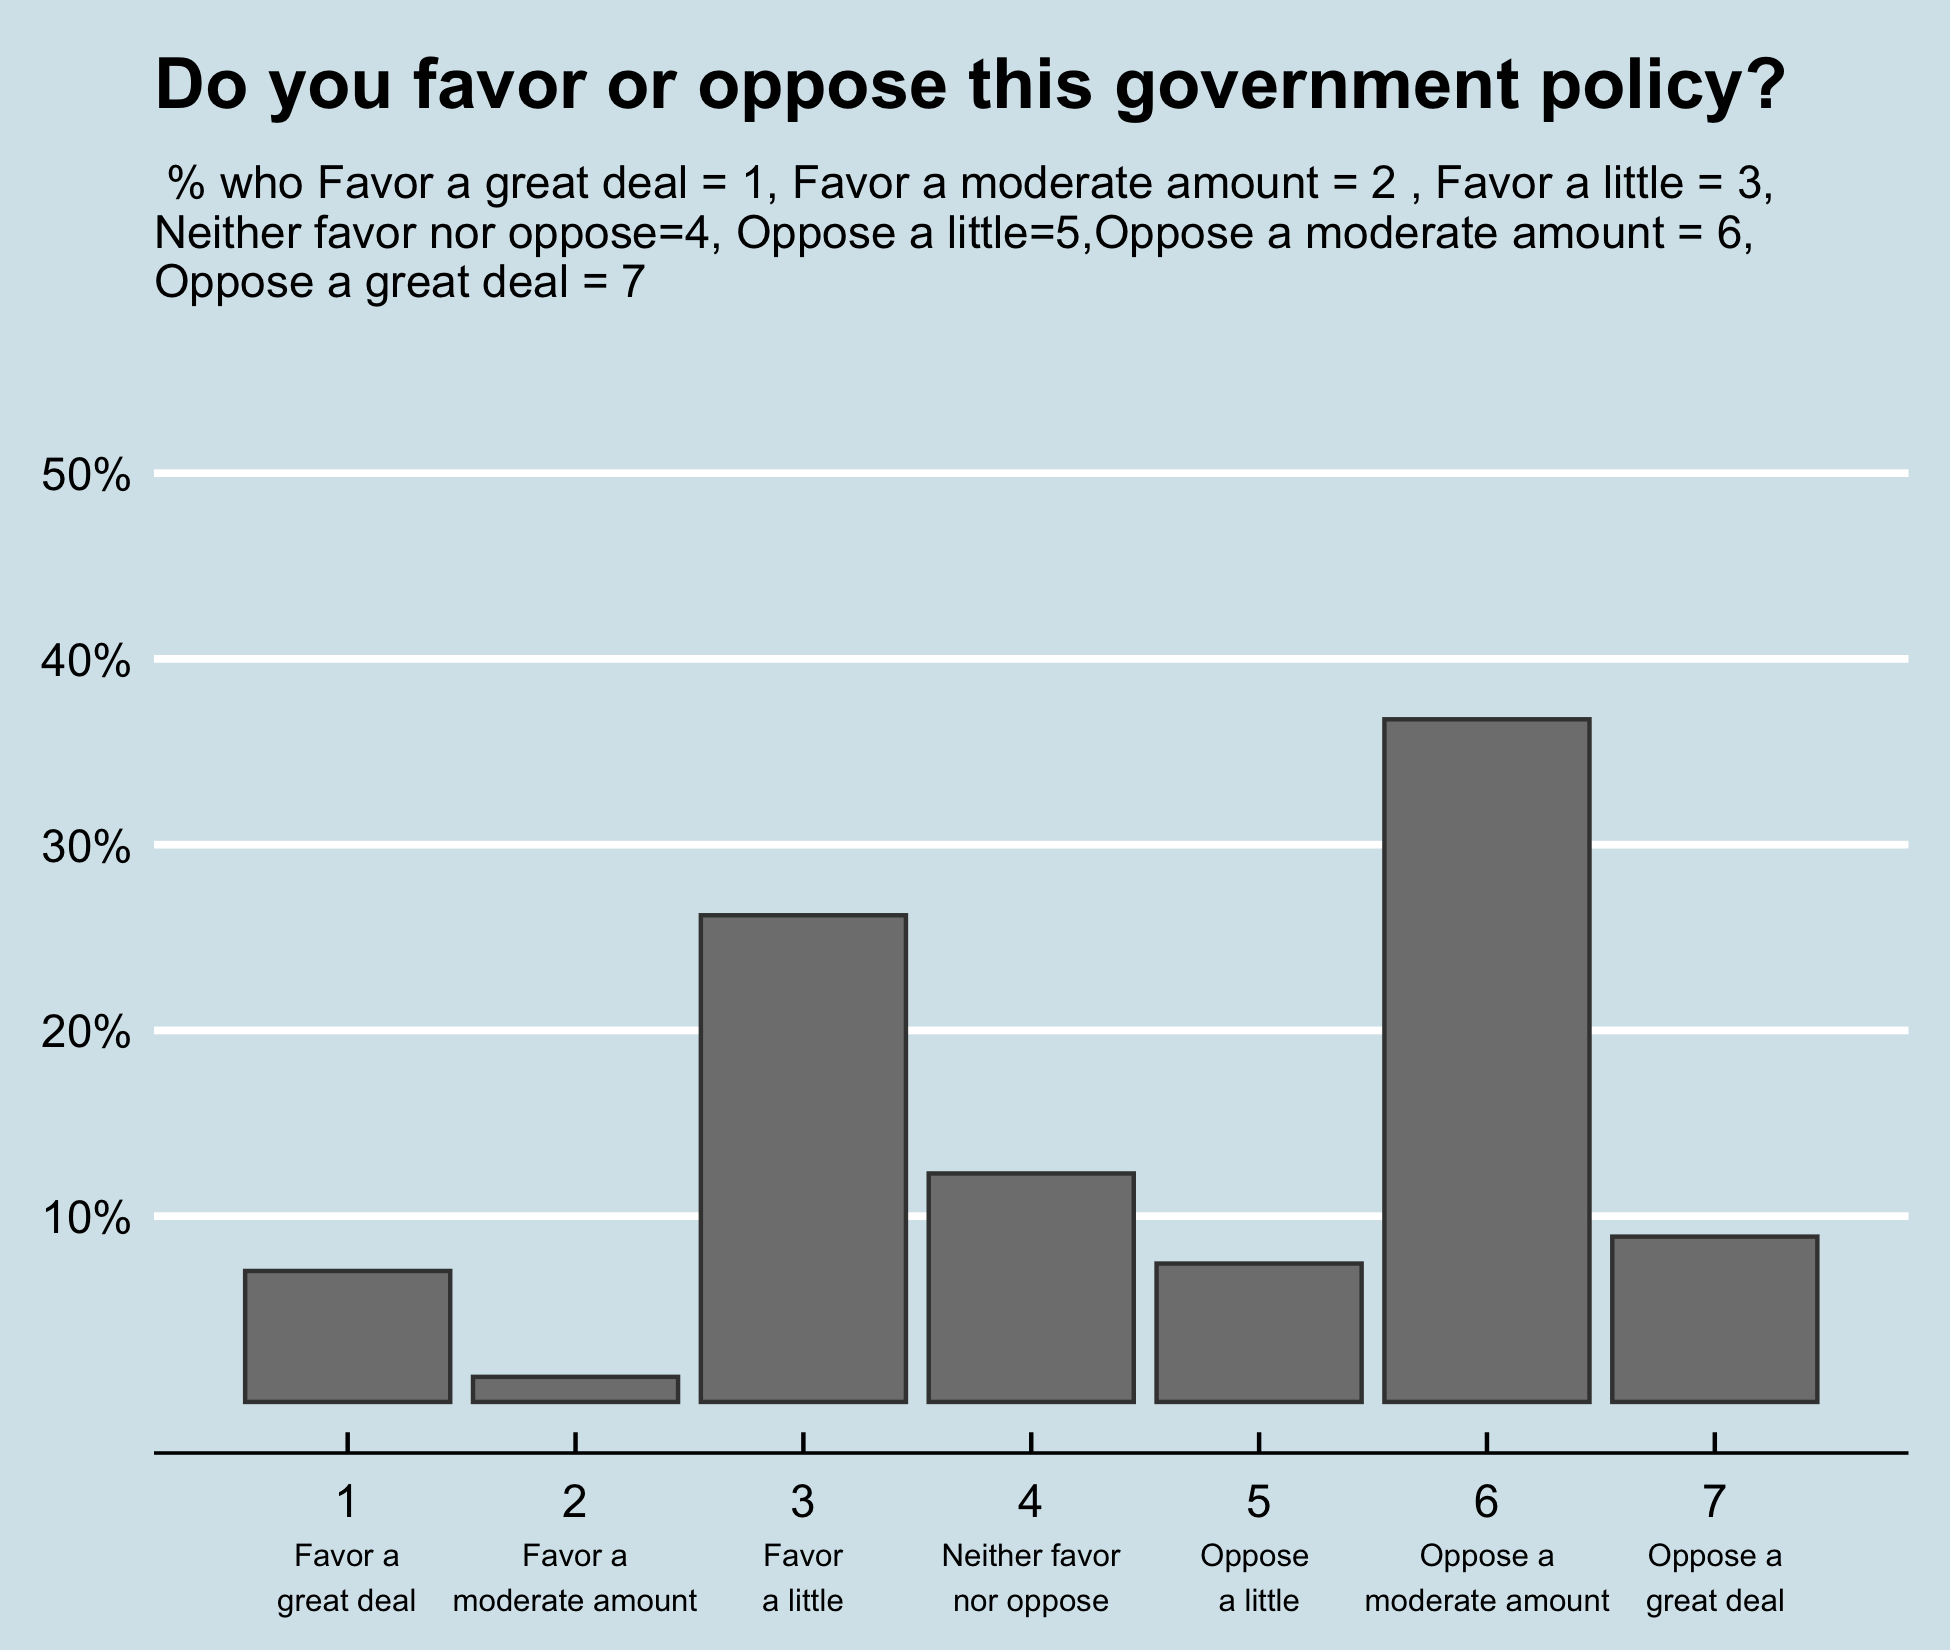 Do you favor or oppose this government policy?
% who Favor a great deal = 1, Favor a moderate amount = 2 , Favor a little = 3,
Neither favor nor oppose=4, Oppose a little=5,Oppose a moderate amount = 6,
Oppose a great deal = 7
50%
40%
30%
20%
10%
1 2 3 4 5 6 7
Favor a Favor a Favor Neither favor Oppose Oppose a Oppose a
great deal moderate amount a little nor oppose a little moderate amount great deal